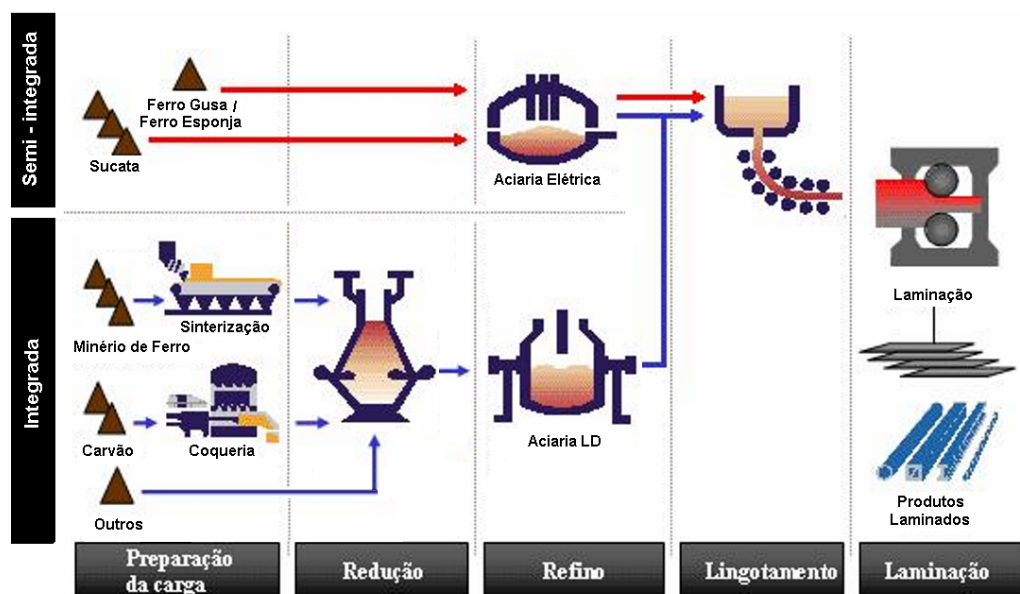 Semi - integrada
Ferro Gusa /
Ferro Esponja
Sucata
Aciaria Elétrica
Integrada
Minério de Ferro
Sinterização
Carvão
Coqueria
Outros
Aciaria LD
Laminação
Produtos
Laminados
Preparação
da carga
Redução
Refino
Lingotamento
Laminação